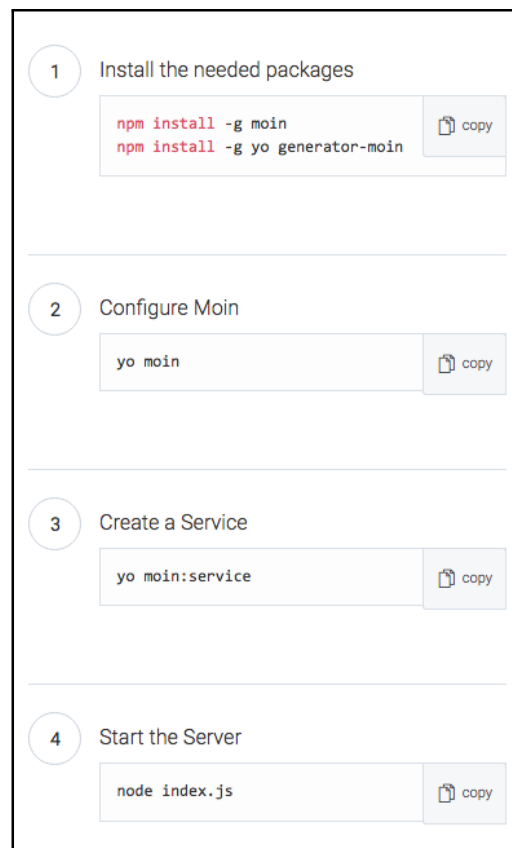 1
Install the needed packages
npm install -g moin
copy
npm install -g yo generator-moin
2
Configure Moin
yo moin
copy
3
Create a Service
yo moin:service
copy
4
Start the Server
node index.js
copy